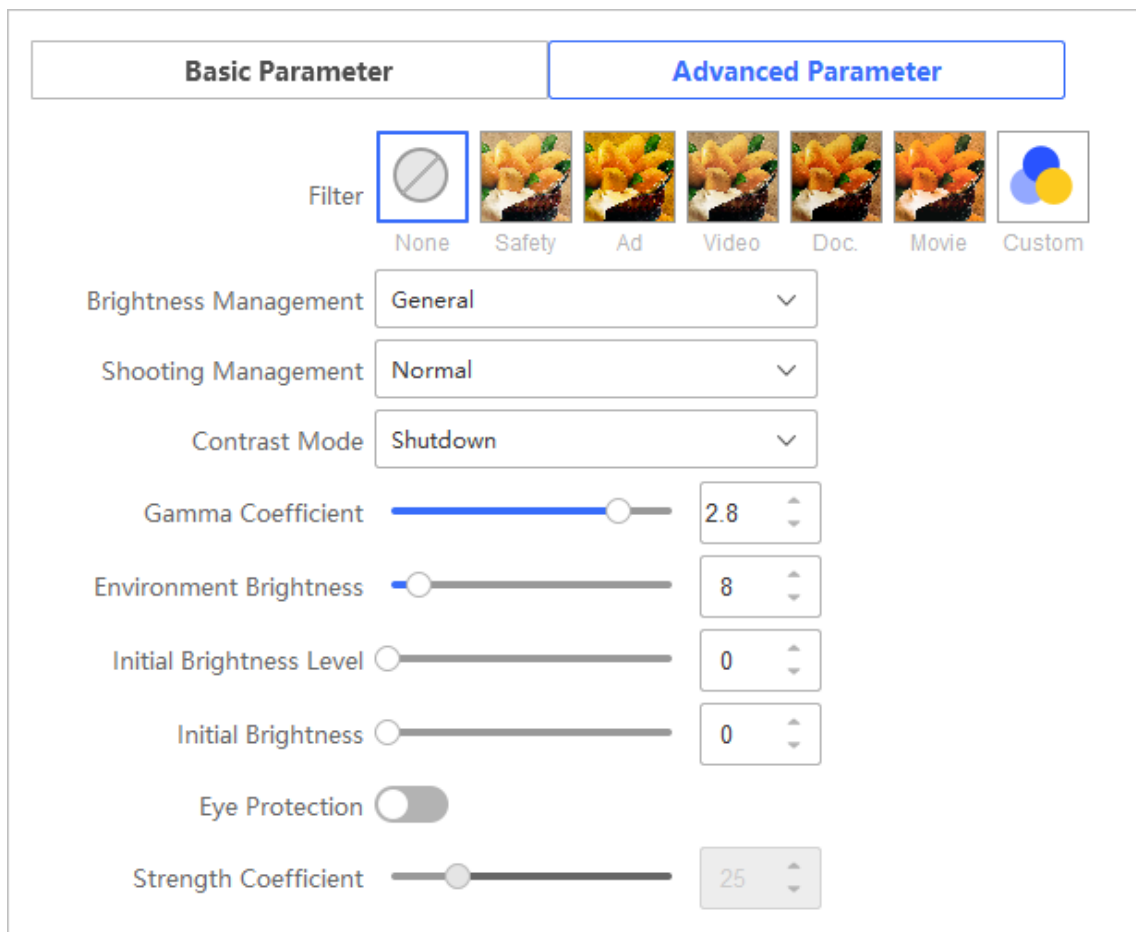 Basic Parameter Advanced Parameter
Filter
None Safety Ad Video Doc. Movie Custom
Brightness Management General
Shooting Management Normal
Contrast Mode Shutdown
Gamma Coefficient 2.8
Environment Brightness 8
Initial Brightness Level 0
Initial Brightness 0
Eye Protection
Strength Coefficient 25